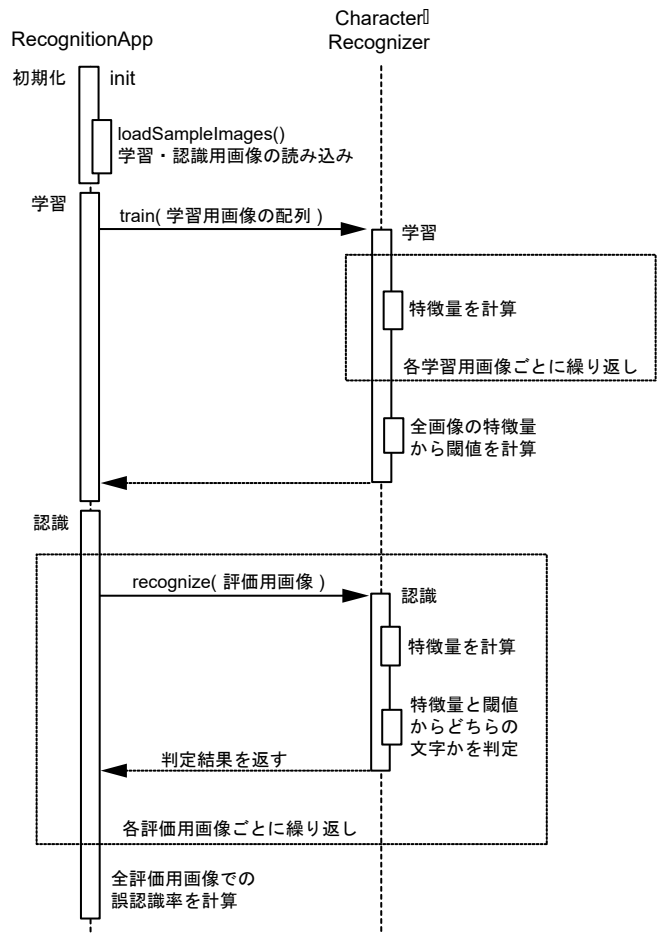 RecognitionApp
Character
Recognizer
初期化
init
loadSampleImages()
学習・認識用画像の読み込み
学習
train( 学習用画像の配列 )
学習
特徴量を計算
各学習用画像ごとに繰り返し
全画像の特徴量
から閾値を計算
認識
recognize( 評価用画像 )
認識
特徴量を計算
特徴量と閾値
からどちらの
文字かを判定
判定結果を返す
各評価用画像ごとに繰り返し
全評価用画像での
誤認識率を計算